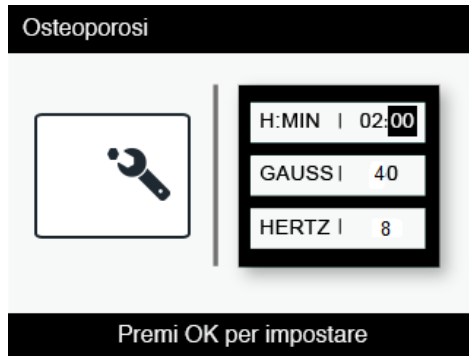 Osteoporosi
H:MIN | 02:00
GAUSS | 40
HERTZ | 8
Premi OK per impostare